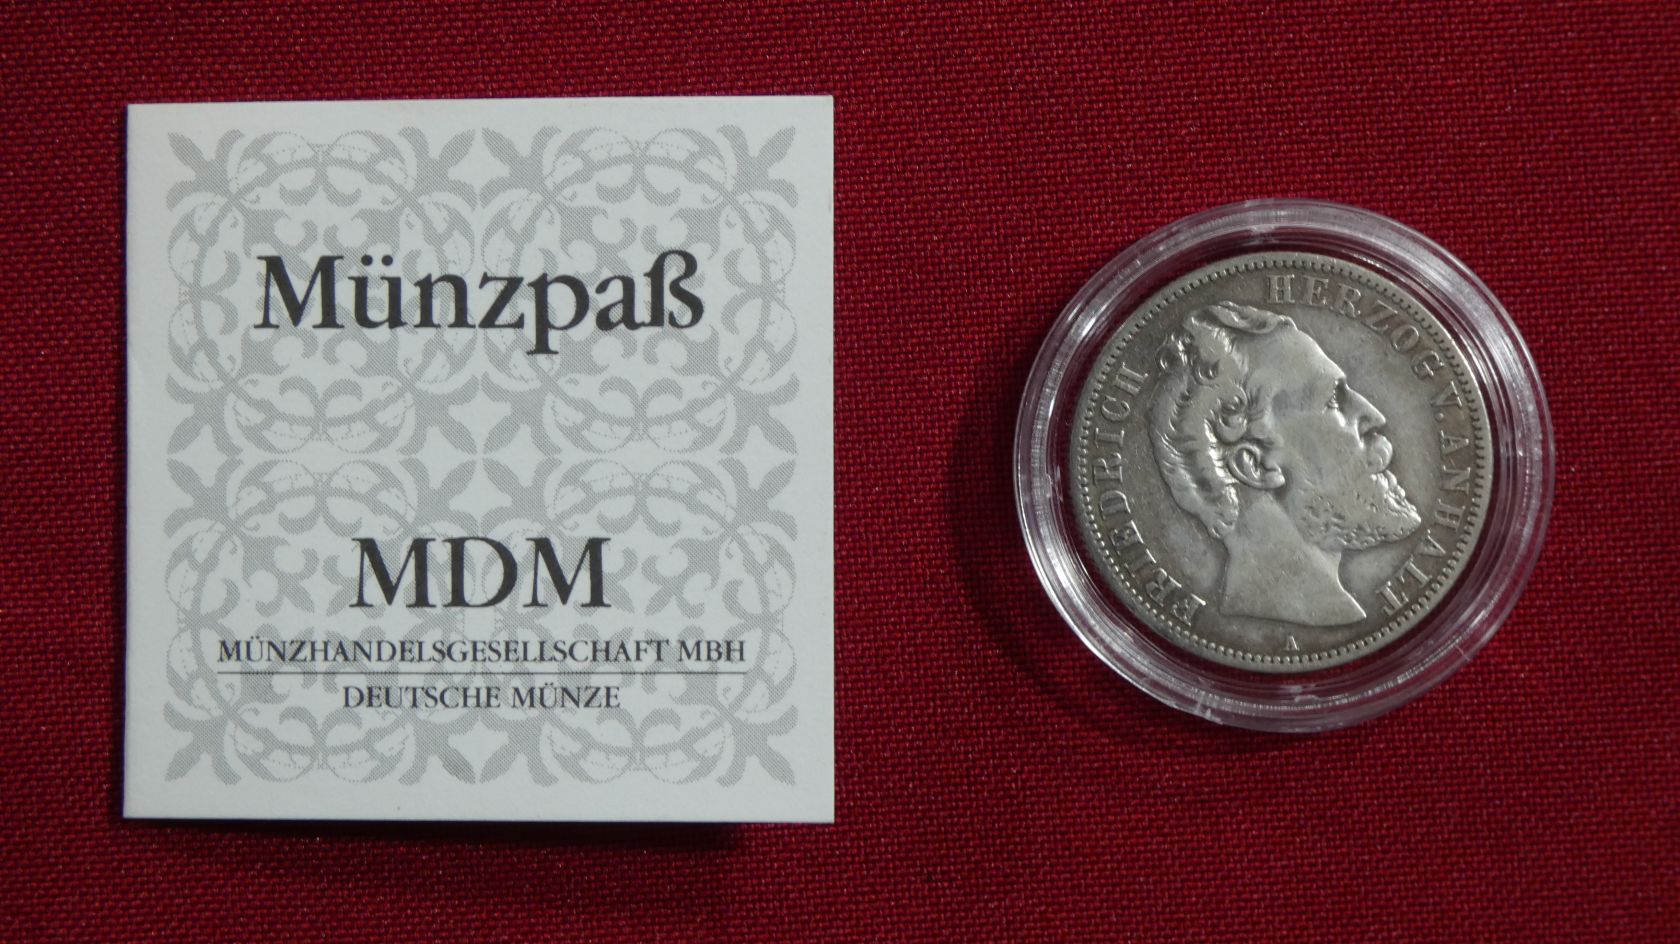 Münzpaß
MDM
MÜNZHANDELSGESELLSCHAFT MBH
DEUTSCHE MÜNZE
FRIEDRICH HERZOG V. ANHALT
A